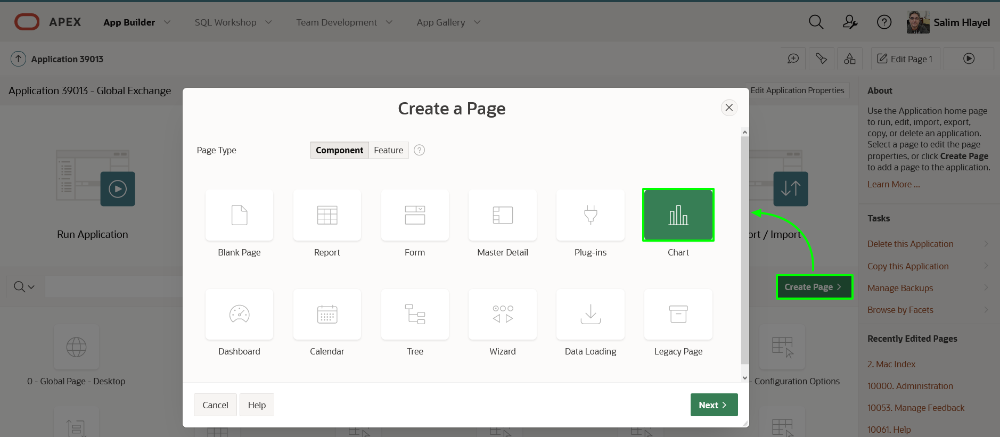 APEX
App Builder
SQL Workshop
Team Development
App Gallery
Salim Hlayel
Application 39013
Edit Page 1
Application 39013 - Global Exchange
Edit Application Properties
Run Application
ort / Import
Create Page
0 - Global Page - Desktop
- Configuration Options
Create a Page
Page Type
Component
Feature
Blank Page
Report
Form
Master Detail
Plug-ins
Chart
Dashboard
Calendar
Tree
Wizard
Data Loading
Legacy Page
Cancel
Help
Next
About
Use the Application home page
to run, edit, import, export,
copy, or delete an application.
Select a page to edit the page
properties, or click Create Page
to add a page to the application.
Learn More ...
Tasks
Delete this Application
Copy this Application
Manage Backups
Browse by Facets
Recently Edited Pages
2. Mac Index
10000. Administration
10053. Manage Feedback
10061. Help